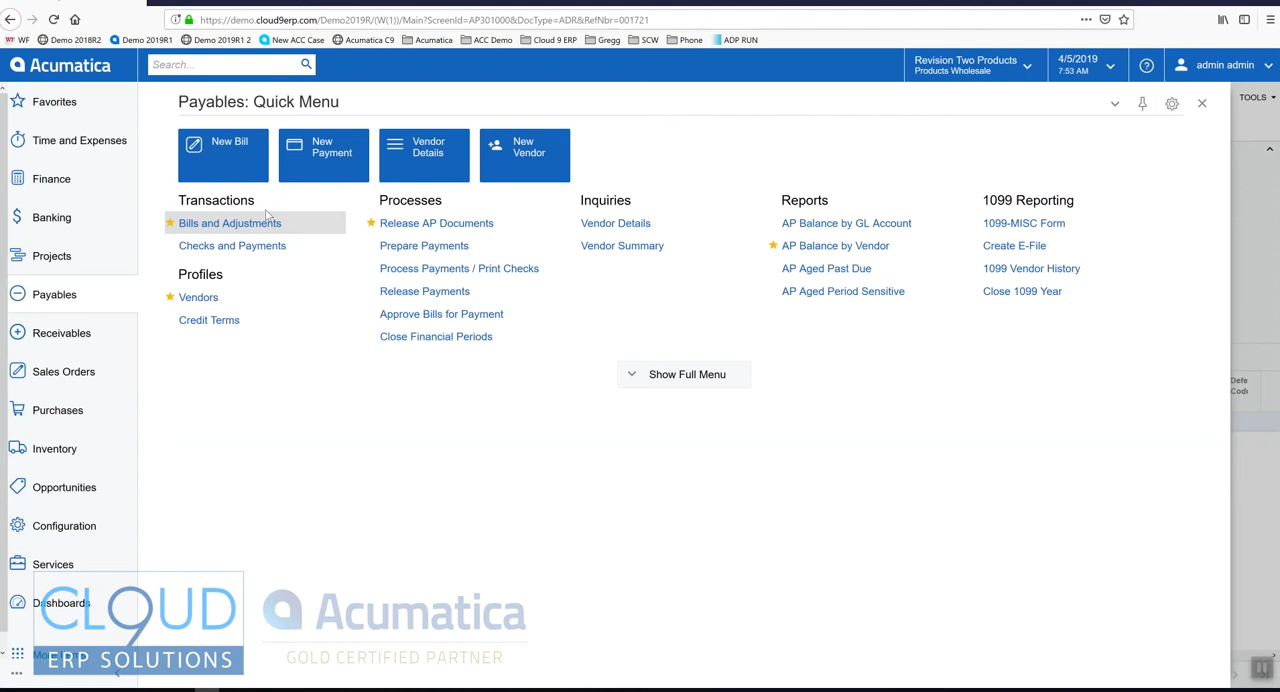 https://demo.cloud9erp.com/Demo2019R/(W(1))/Main?ScreenId=AP301000&DocType=ADR&RefNbr=001721
WF Demo 2018R2 Demo 2019R1 Demo 2019R1 2 New ACC Case Acumatica C9 Acumatica ACC Demo Cloud 9 ERP Gregg SCW Phone ADP RUN
Acumatica
Search...
Revision Two Products
Products Wholesale
4/5/2019
7:53 AM
admin admin
Favorites
Time and Expenses
Finance
Banking
Projects
Payables
Receivables
Sales Orders
Purchases
Inventory
Opportunities
Configuration
Services
Dashboards
Payables: Quick Menu
TOOLS
New Bill
New
Payment
Vendor
Details
New
Vendor
Transactions
Bills and Adjustments
Checks and Payments
Profiles
Vendors
Credit Terms
Processes
Release AP Documents
Prepare Payments
Process Payments / Print Checks
Release Payments
Approve Bills for Payment
Close Financial Periods
Inquiries
Vendor Details
Vendor Summary
Reports
AP Balance by GL Account
AP Balance by Vendor
AP Aged Past Due
AP Aged Period Sensitive
1099 Reporting
1099-MISC Form
Create E-File
1099 Vendor History
Close 1099 Year
Show Full Menu
Defe
Code
CLOUD
9
ERP SOLUTIONS
Acumatica
GOLD CERTIFIED PARTNER